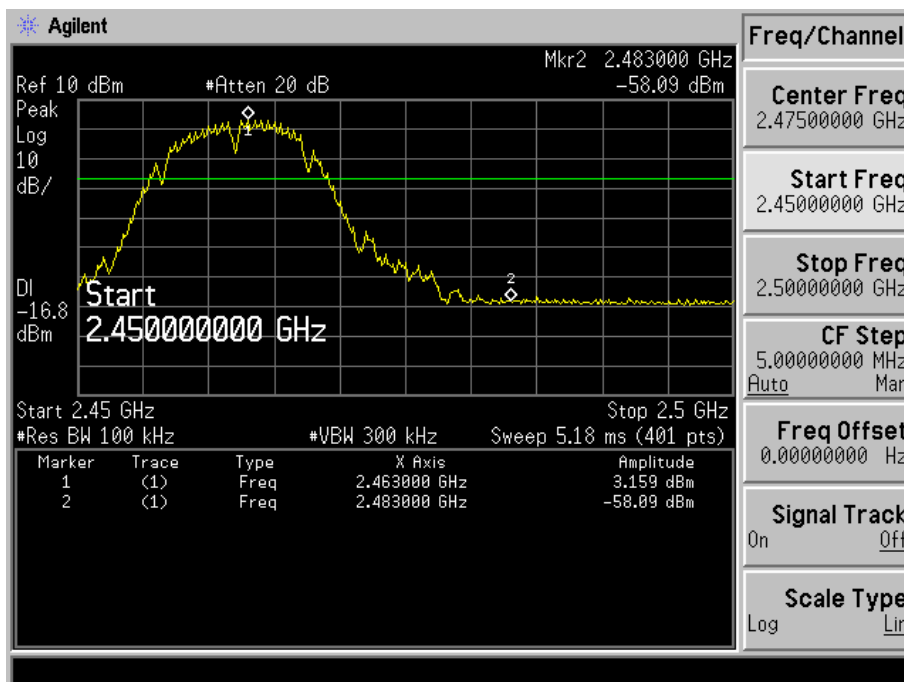 Agilent
Freq/Channel
Mkr2 2.483000 GHz
Ref 10 dBm #Atten 20 dB -58.09 dBm
Peak
Log
10
dB/
1
2
DI
-16.8
dBm
Start
2.450000000 GHz
Start 2.45 GHz Stop 2.5 GHz
#Res BW 100 kHz #VBW 300 kHz Sweep 5.18 ms (401 pts)
Marker Trace Type X Axis Amplitude
1 (1) Freq 2.463000 GHz 3.159 dBm
2 (1) Freq 2.483000 GHz -58.09 dBm
Center Freq
2.47500000 GHz
Start Freq
2.45000000 GHz
Stop Freq
2.50000000 GHz
CF Step
5.00000000 MHz
Auto Man
Freq Offset
0.00000000 Hz
Signal Track
On Off
Scale Type
Log Lin